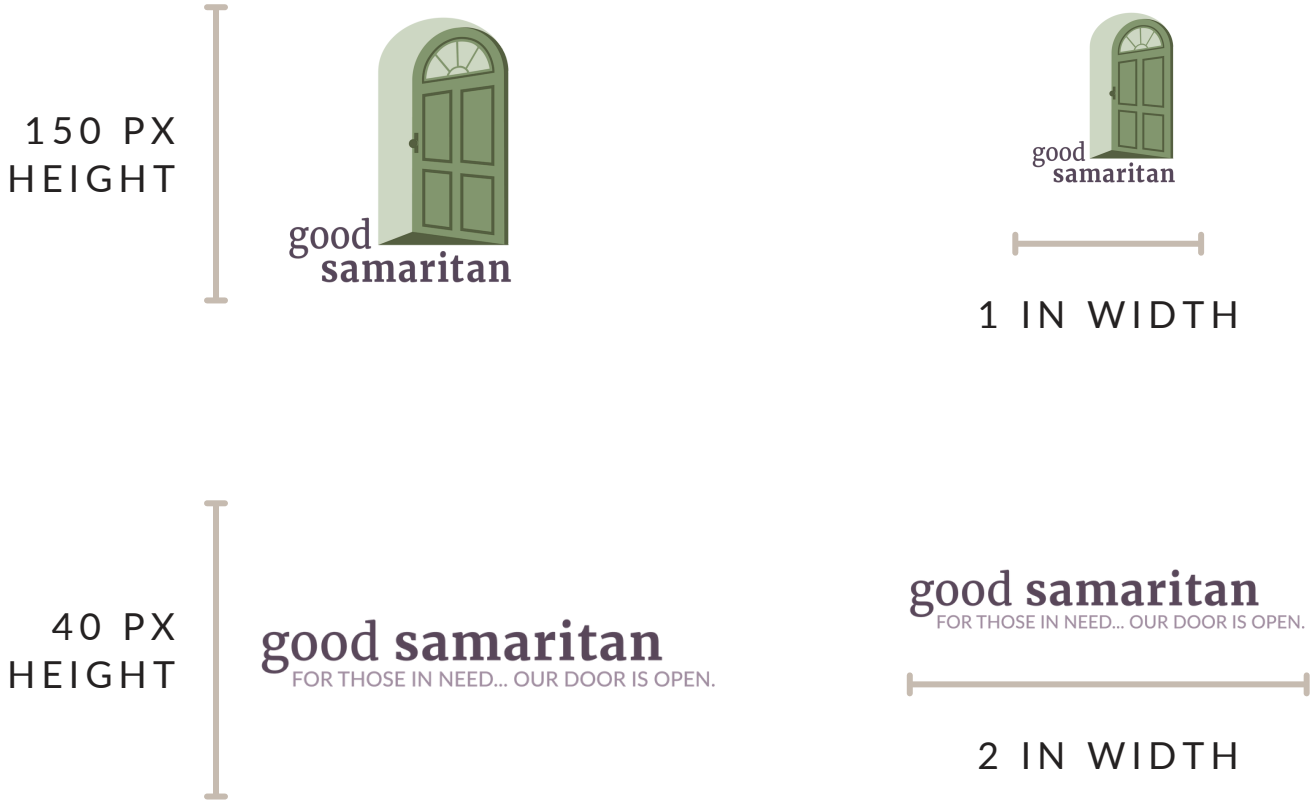 150 PX
HEIGHT
good
samaritan
good
samaritan
1 IN WIDTH
40 PX
HEIGHT
good samaritan
FOR THOSE IN NEED... OUR DOOR IS OPEN.
good samaritan
FOR THOSE IN NEED... OUR DOOR IS OPEN.
2 IN WIDTH